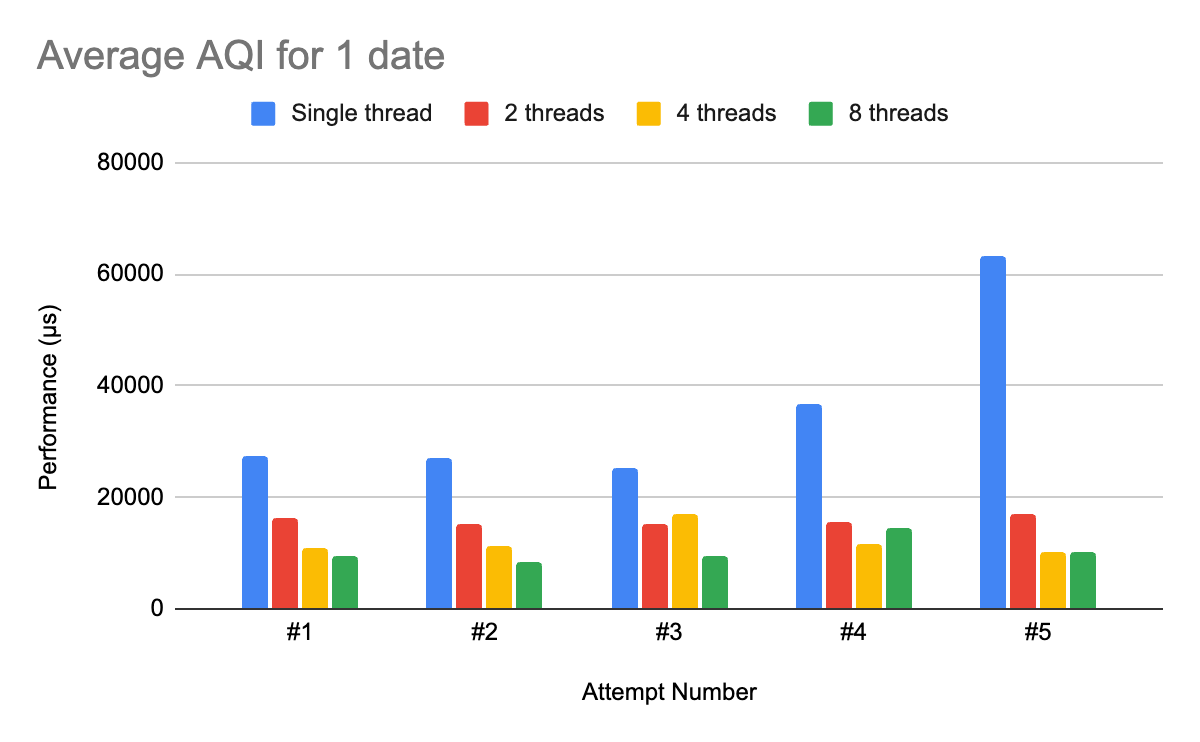 Average AQI for 1 date
Single thread 2 threads 4 threads 8 threads
80000
60000
40000
20000
0
Performance (μs)
#1 #2 #3 #4 #5
Attempt Number